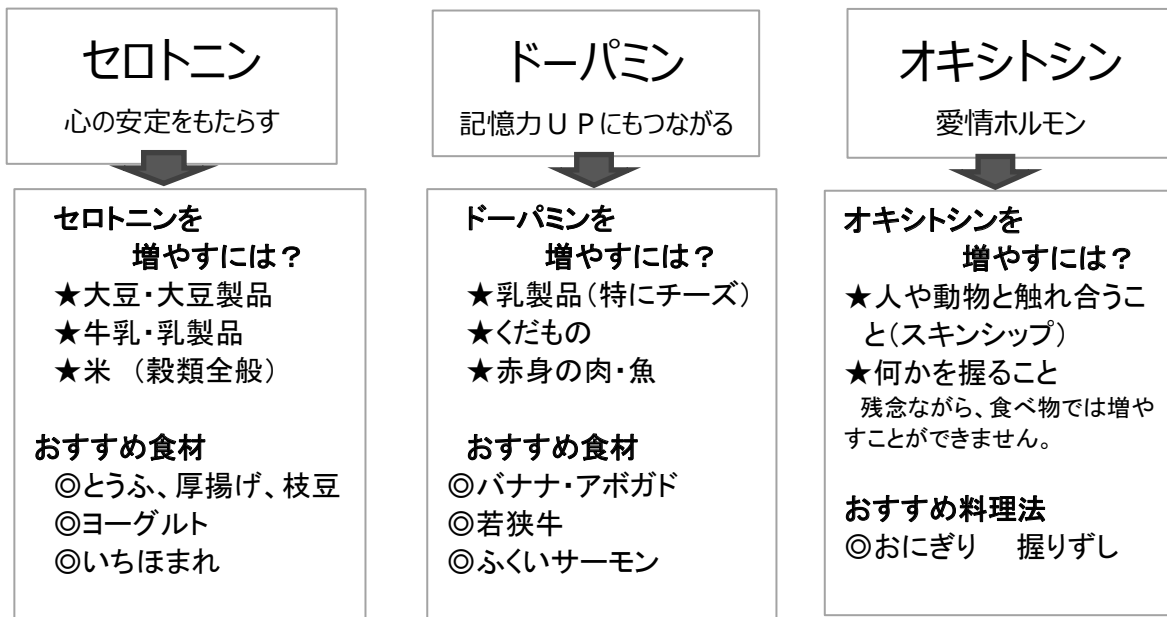 セロトニン
心の安定をもたらす
セロトニンを
増やすには？
★大豆・大豆製品
★牛乳・乳製品
★米　（穀類全般）
おすすめ食材
◎とうふ、厚揚げ、枝豆
◎ヨーグルト
◎いちほまれ
ドーパミン
記憶力ＵＰにもつながる
ドーパミンを
増やすには？
★乳製品（特にチーズ）
★くだもの
★赤身の肉・魚
おすすめ食材
◎バナナ・アボガド
◎若狭牛
◎ふくいサーモン
オキシトシン
愛情ホルモン
オキシトシンを
増やすには？
★人や動物と触れ合うこ
と（スキンシップ）
★何かを握ること
残念ながら、食べ物では増や
すことができません。
おすすめ料理法
◎おにぎり　握りずし